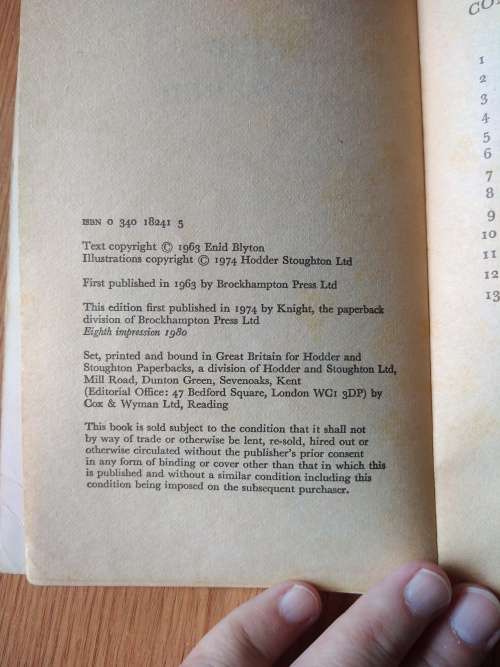 ISBN 0 340 18241 5
Text copyright © 1963 Enid Blyton
Illustrations copyright © 1974 Hodder Stoughton Ltd
First published in 1963 by Brockhampton Press Ltd
This edition first published in 1974 by Knight, the paperback
division of Brockhampton Press Ltd
Eighth impression 1980
Set, printed and bound in Great Britain for Hodder and
Stoughton Paperbacks, a division of Hodder and Stoughton Ltd,
Mill Road, Dunton Green, Sevenoaks, Kent
(Editorial Office: 47 Bedford Square, London WC1 3DP) by
Cox & Wyman Ltd, Reading
This book is sold subject to the condition that it shall not
by way of trade or otherwise be lent, re-sold, hired out or
otherwise circulated without the publisher's prior consent
in any form of binding or cover other than that in which this
is published and without a similar condition including this
condition being imposed on the subsequent purchaser.
1
2
3
4
5
6
7
8
9
10
11
12
13